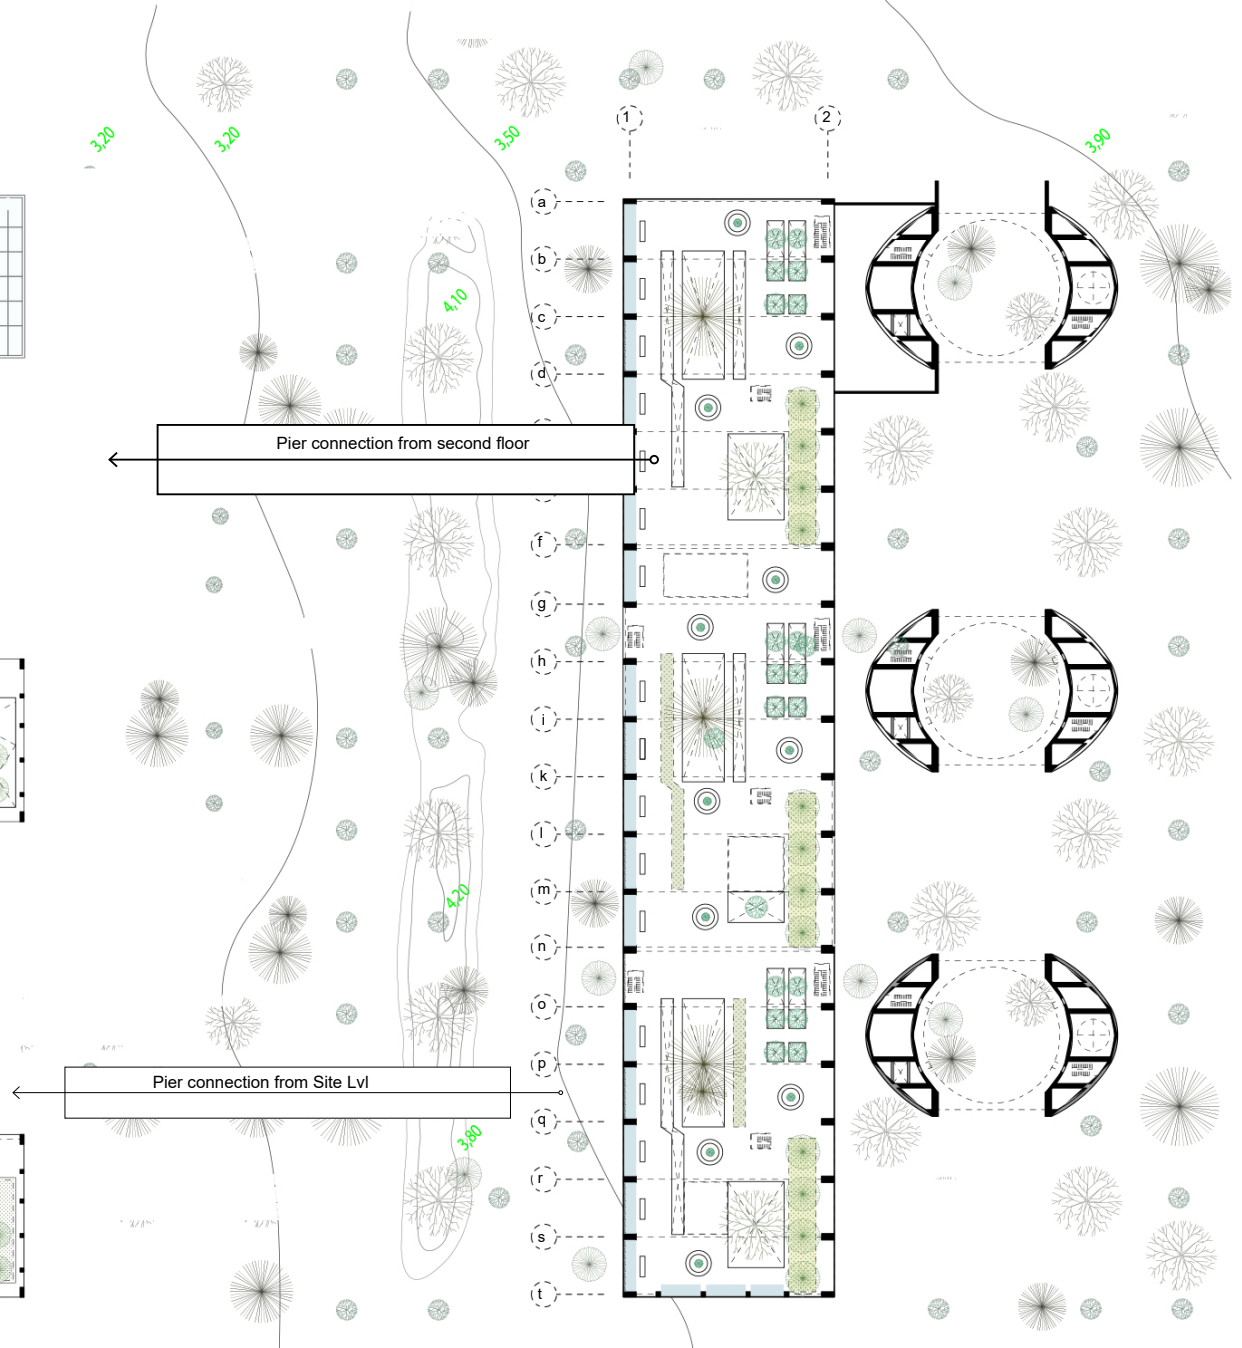 1
2
3,20
3,20
3,50
3,90
a
b
4,10
c
d
Pier connection from second floor
f
g
h
i
k
l
m
4,20
n
o
p
Pier connection from Site Lvl
q
3,80
r
s
t